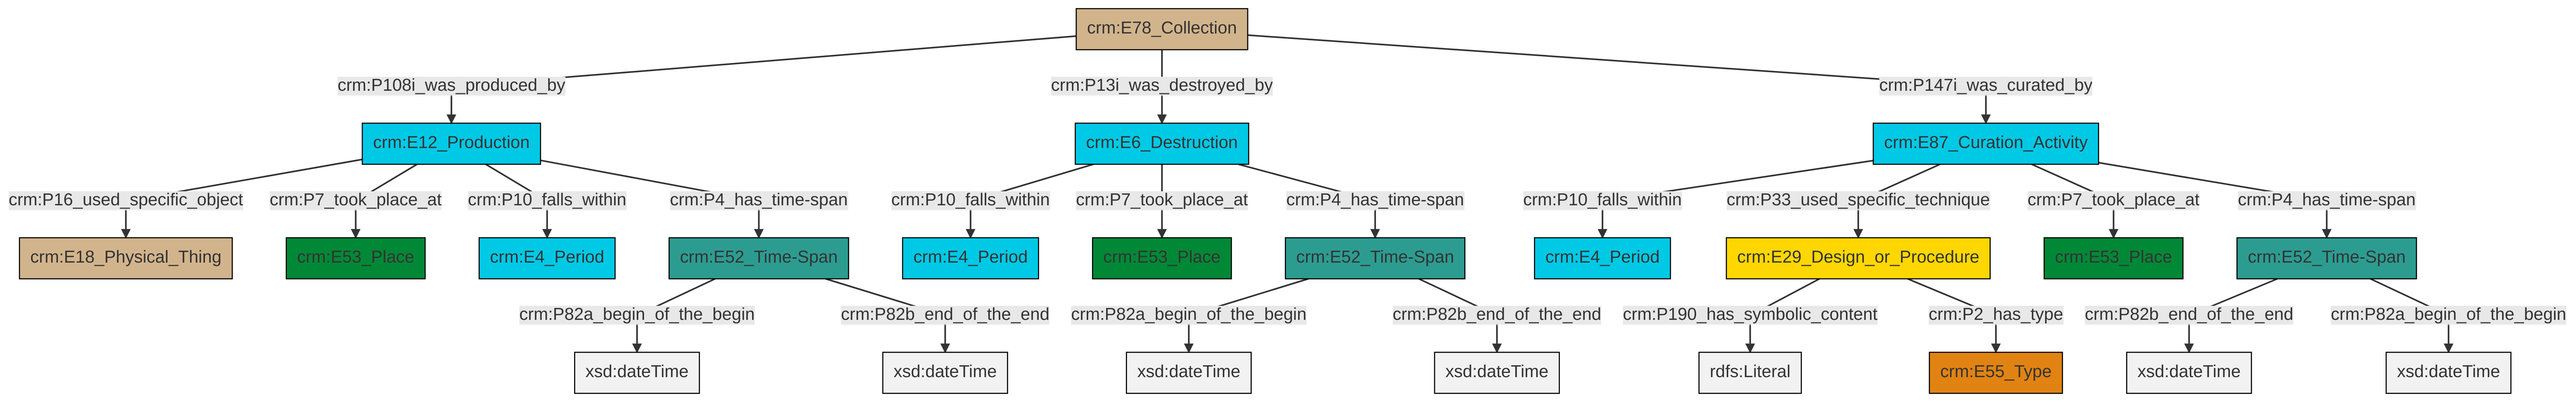 crm:E78_Collection
crm:P108i_was_produced_by
crm:P13i_was_destroyed_by
crm:P147i_was_curated_by
crm:E12_Production
crm:E6_Destruction
crm:E87_Curation_Activity
crm:P16_used_specific_object
crm:P7_took_place_at
crm:P10_falls_within
crm:P4_has_time-span
crm:P10_falls_within
crm:P7_took_place_at
crm:P4_has_time-span
crm:P10_falls_within
crm:P33_used_specific_technique
crm:P7_took_place_at
crm:P4_has_time-span
crm:E18_Physical_Thing
crm:E53_Place
crm:E4_Period
crm:E52_Time-Span
crm:E4_Period
crm:E53_Place
crm:E52_Time-Span
crm:E4_Period
crm:E29_Design_or_Procedure
crm:E53_Place
crm:E52_Time-Span
crm:P82a_begin_of_the_begin
crm:P82b_end_of_the_end
crm:P82a_begin_of_the_begin
crm:P82b_end_of_the_end
crm:P190_has_symbolic_content
crm:P2_has_type
crm:P82b_end_of_the_end
crm:P82a_begin_of_the_begin
xsd:dateTime
xsd:dateTime
xsd:dateTime
xsd:dateTime
rdfs:Literal
crm:E55_Type
xsd:dateTime
xsd:dateTime